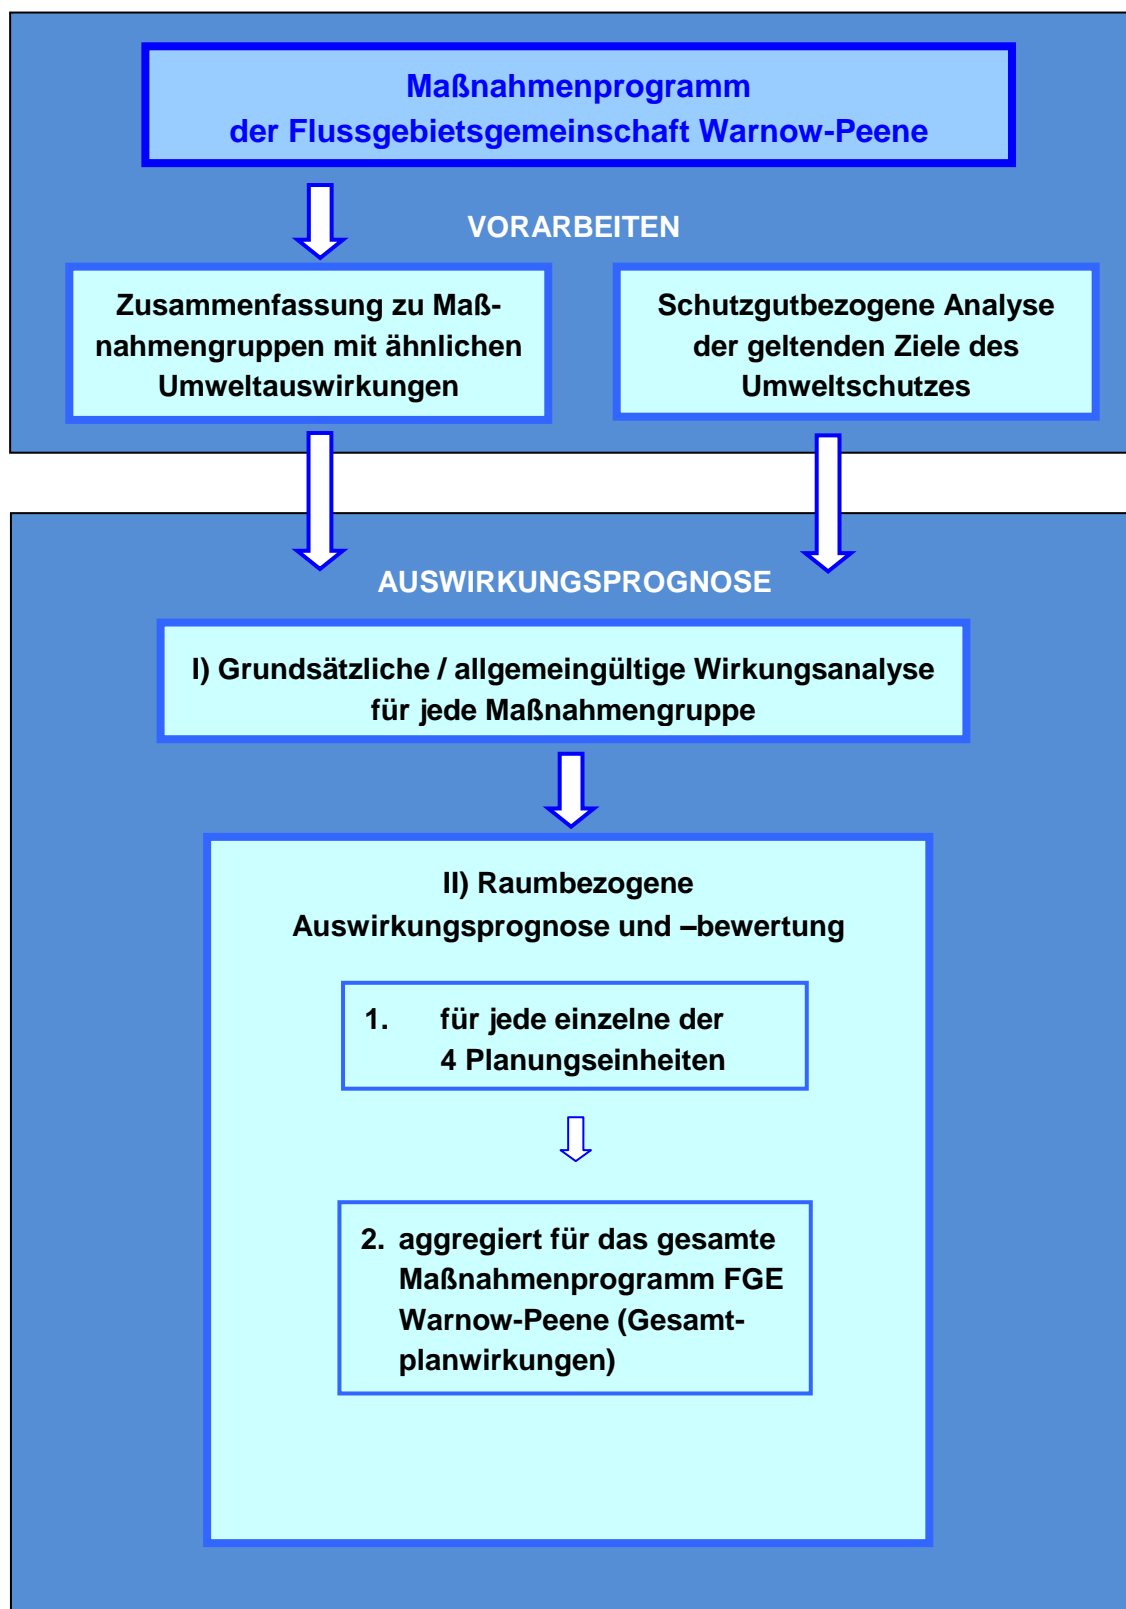 Maßnahmenprogramm
der Flussgebietsgemeinschaft Warnow-Peene
VORARBEITEN
Zusammenfassung zu Maß-
nahmengruppen mit ähnlichen
Umweltauswirkungen
Schutzgutbezogene Analyse
der geltenden Ziele des
Umweltschutzes
AUSWIRKUNGSPROGNOSE
I) Grundsätzliche / allgemeingültige Wirkungsanalyse
für jede Maßnahmengruppe
II) Raumbezogene
Auswirkungsprognose und –bewertung
1. für jede einzelne der
4 Planungseinheiten
2. aggregiert für das gesamte
Maßnahmenprogramm FGE
Warnow-Peene (Gesamt-
planwirkungen)